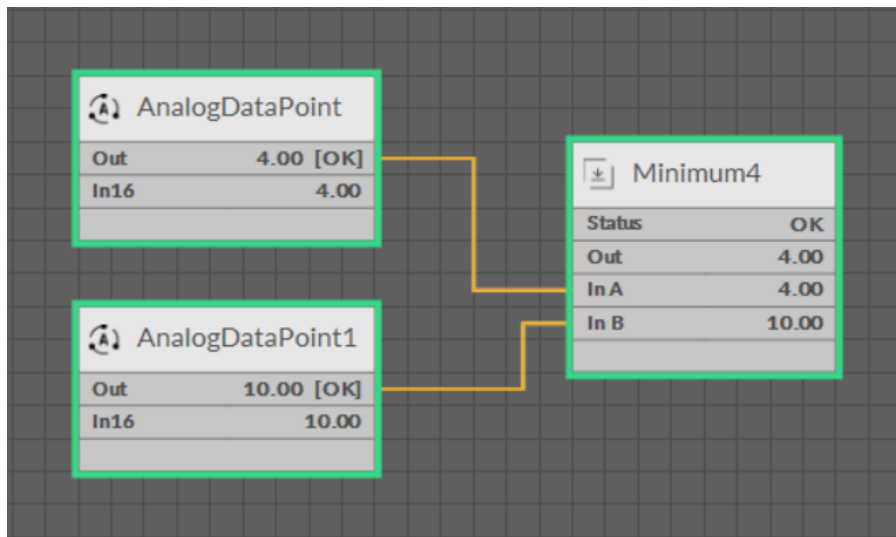 AnalogDataPoint
Out 4.00 [OK]
In16 4.00
AnalogDataPoint1
Out 10.00 [OK]
In16 10.00
Minimum4
Status OK
Out 4.00
In A 4.00
In B 10.00